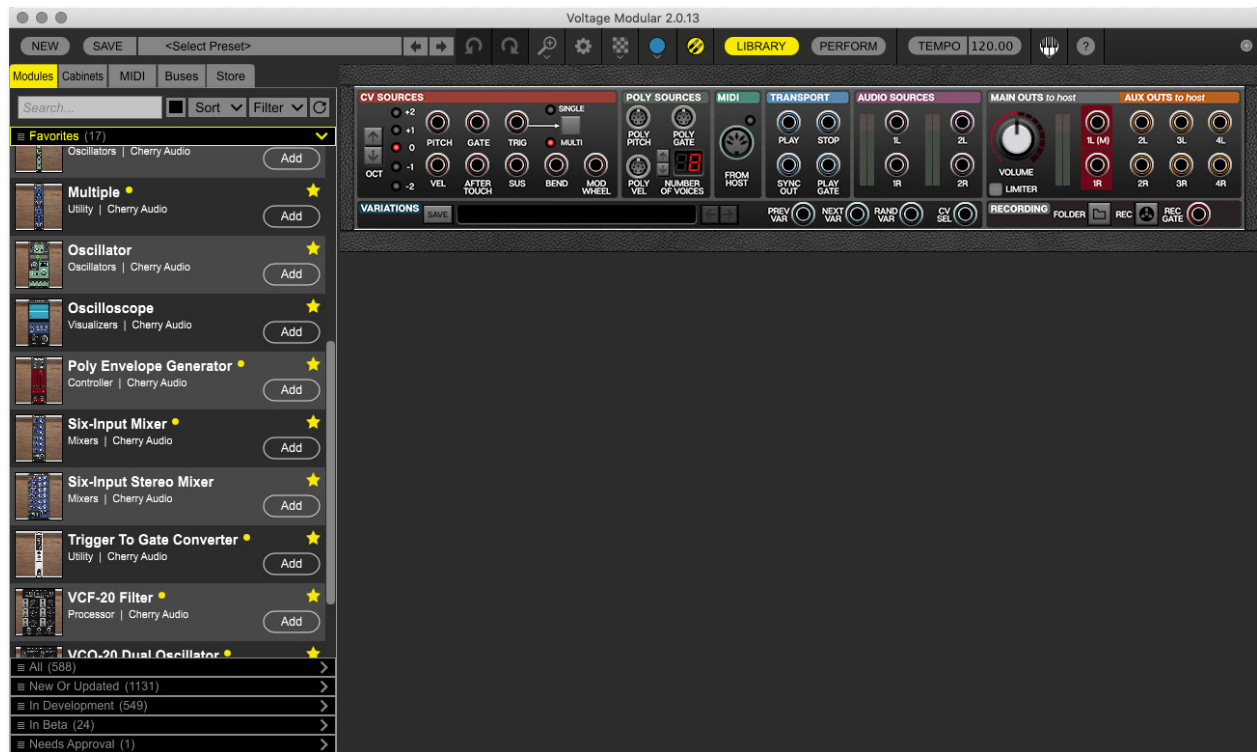 Voltage Modular 2.0.13
NEW SAVE <Select Preset> LIBRARY PERFORM TEMPO 120.00 ?
Modules Cabinets MIDI Buses Store
Search... Sort Filter
Favorites (17)
Oscillators | Cherry Audio
Add
Multiple
Utility | Cherry Audio
Add
Oscillator
Oscillators | Cherry Audio
Add
Oscilloscope
Visualizers | Cherry Audio
Add
Poly Envelope Generator
Controller | Cherry Audio
Add
Six-Input Mixer
Mixers | Cherry Audio
Add
Six-Input Stereo Mixer
Mixers | Cherry Audio
Add
Trigger To Gate Converter
Utility | Cherry Audio
Add
VCF-20 Filter
Processor | Cherry Audio
Add
VCO-20 Dual Oscillator
All (588)
New Or Updated (1131)
In Development (549)
In Beta (24)
Needs Approval (1)
CV SOURCES
+2
+1
0
-1
-2
OCT
PITCH GATE TRIG
SINGLE
MULTI
VEL AFTER TOUCH SUS BEND MOD WHEEL
POLY SOURCES
POLY PITCH POLY GATE
POLY VEL NUMBER OF VOICES
8
MIDI
FROM HOST
TRANSPORT
PLAY STOP
SYNC OUT PLAY GATE
AUDIO SOURCES
1L 2L
1R 2R
MAIN OUTS to host
VOLUME
LIMITER
1L (M)
1R
AUX OUTS to host
2L 3L 4L
2R 3R 4R
VARIATIONS SAVE
PREV VAR NEXT VAR RAND VAR CV SEL
RECORDING FOLDER REC REC GATE